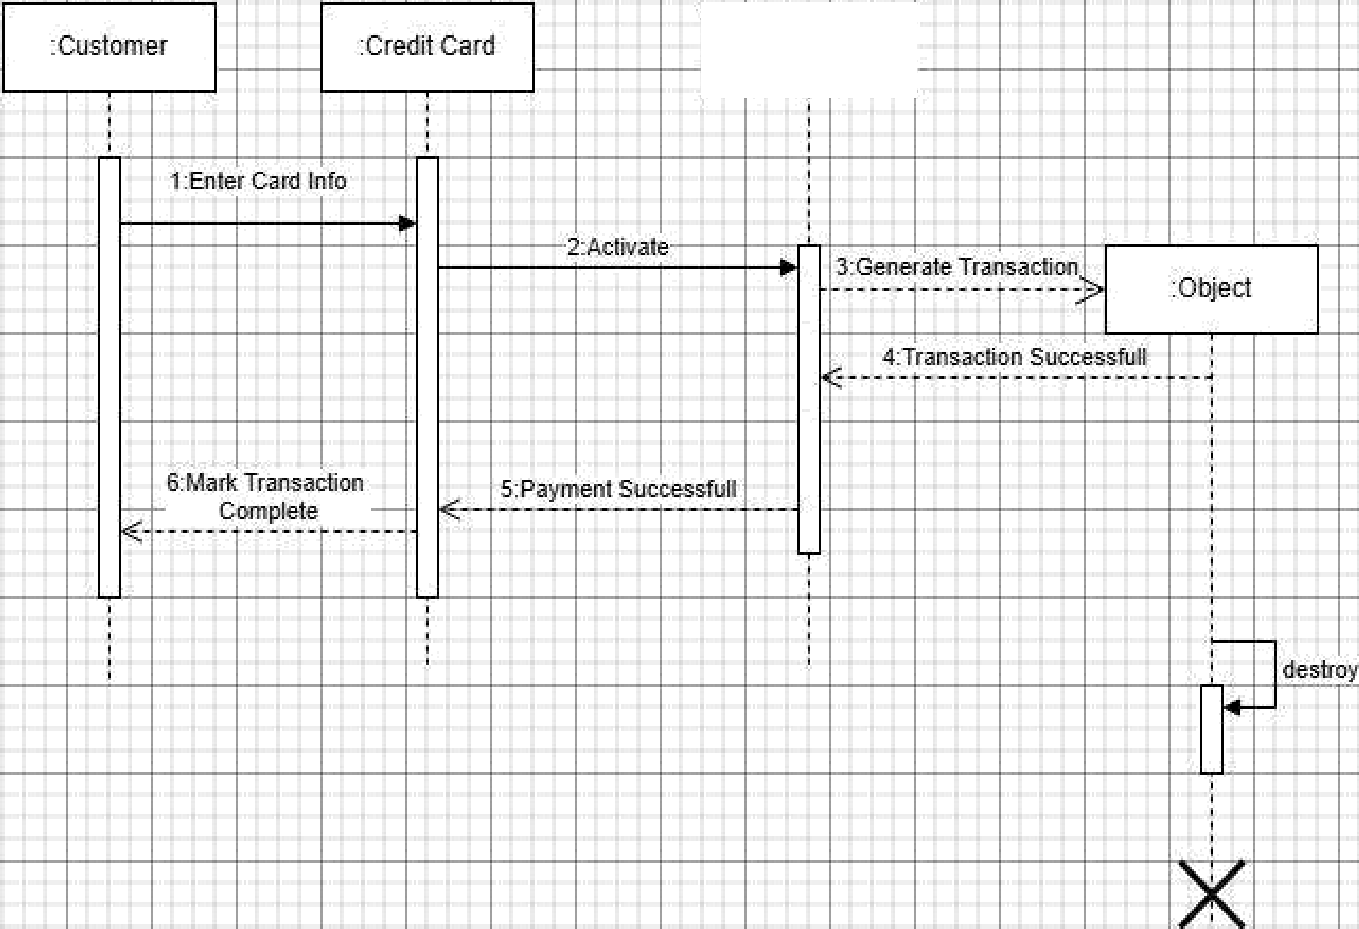 :Customer
:Credit Card
1:Enter Card Info
2:Activate
3:Generate Transaction
:Object
4:Transaction Successfull
6:Mark Transaction
Complete
5:Payment Successfull
destroy